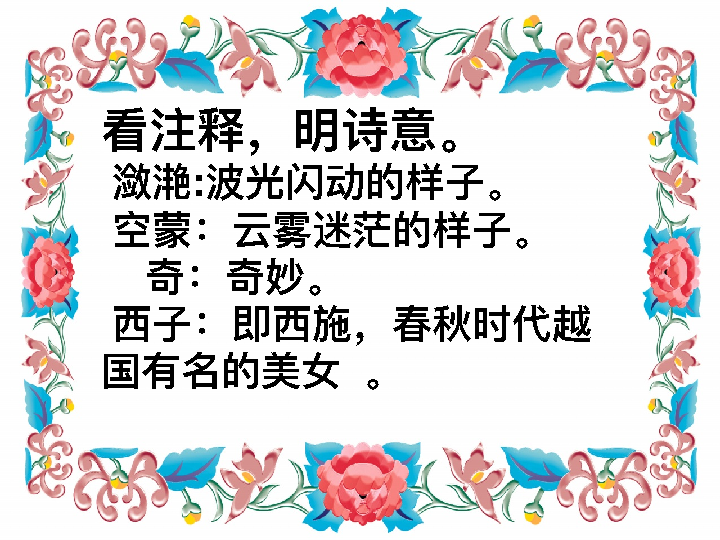 看注释，明诗意。
潋滟:波光闪动的样子。
空蒙：云雾迷茫的样子。
奇：奇妙。
西子：即西施，春秋时代越
国有名的美女 。